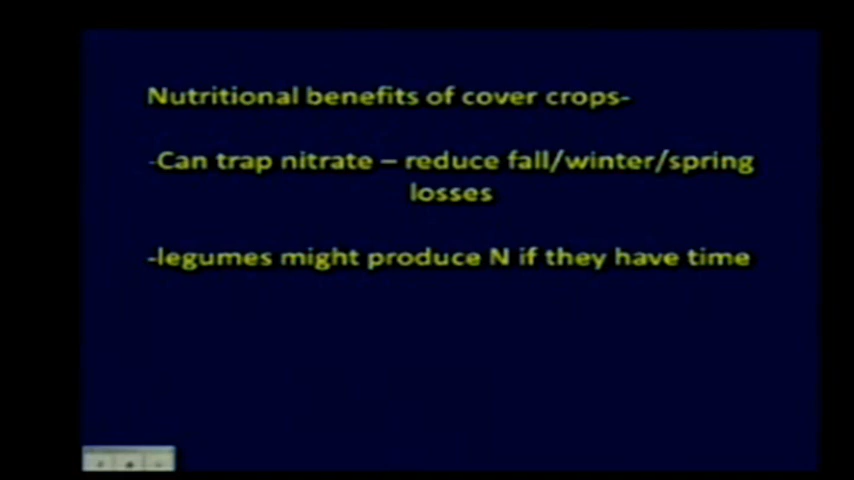 Nutritional benefits of cover crops-
-Can trap nitrate – reduce fall/winter/spring
losses
-legumes might produce N if they have time